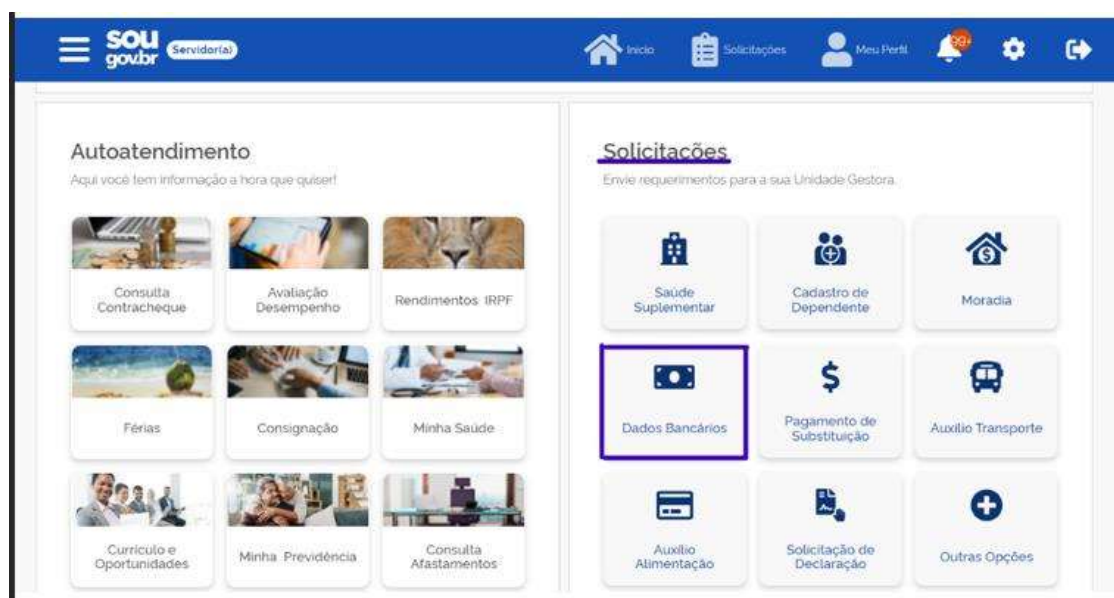 sou
gov.br
Servidor(a)
Início
Solicitações
Meu Perfil
99+
Autoatendimento
Aqui você tem informação a hora que quiser!
Consulta
Contracheque
Avaliação
Desempenho
Rendimentos IRPF
Férias
Consignação
Minha Saúde
Currículo e
Oportunidades
Minha Previdência
Consulta
Afastamentos
Solicitações
Envie requerimentos para a sua Unidade Gestora.
Saúde
Suplementar
Cadastro de
Dependente
Moradia
Dados Bancários
Pagamento de
Substituição
Auxílio Transporte
Auxílio
Alimentação
Solicitação de
Declaração
Outras Opções